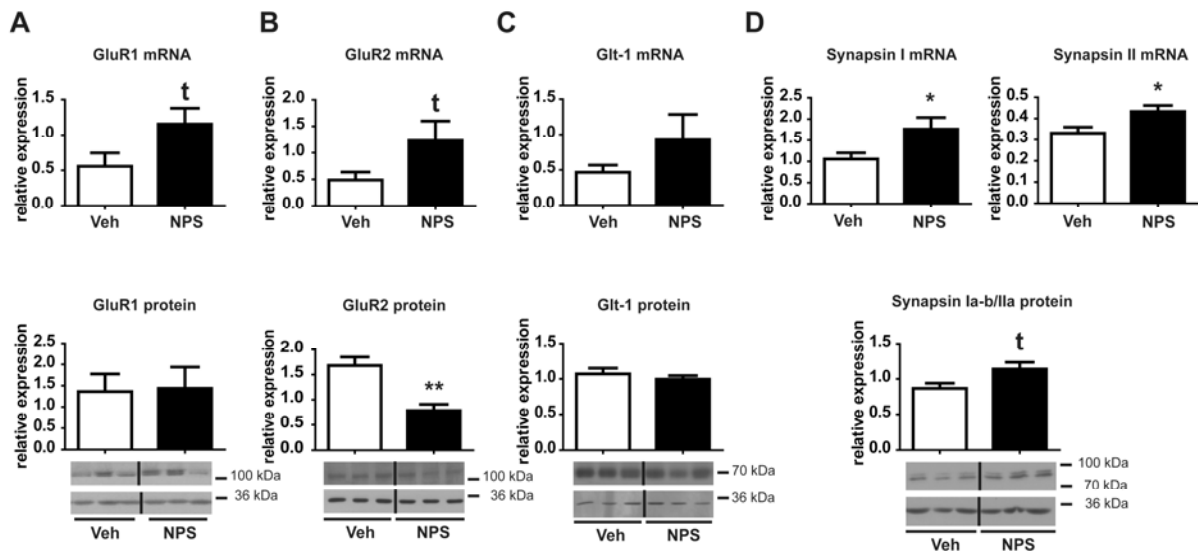 A
B
C
D
GluR1 mRNA
relative expression
1.5
1.0
0.5
0.0
t
Veh
NPS
GluR2 mRNA
relative expression
2.0
1.5
1.0
0.5
0.0
t
Veh
NPS
Glt-1 mRNA
relative expression
1.5
1.0
0.5
0.0
Veh
NPS
Synapsin I mRNA
relative expression
2.5
2.0
1.5
1.0
0.5
0.0
*
Veh
NPS
Synapsin II mRNA
relative expression
0.5
0.4
0.3
0.2
0.1
0.0
*
Veh
NPS
GluR1 protein
relative expression
2.5
2.0
1.5
1.0
0.5
0.0
100 kDa
36 kDa
Veh
NPS
GluR2 protein
relative expression
2.0
1.5
1.0
0.5
0.0
**
100 kDa
36 kDa
Veh
NPS
Glt-1 protein
relative expression
1.5
1.0
0.5
0.0
70 kDa
36 kDa
Veh
NPS
Synapsin Ia-b/IIa protein
relative expression
1.5
1.0
0.5
0.0
t
100 kDa
70 kDa
36 kDa
Veh
NPS